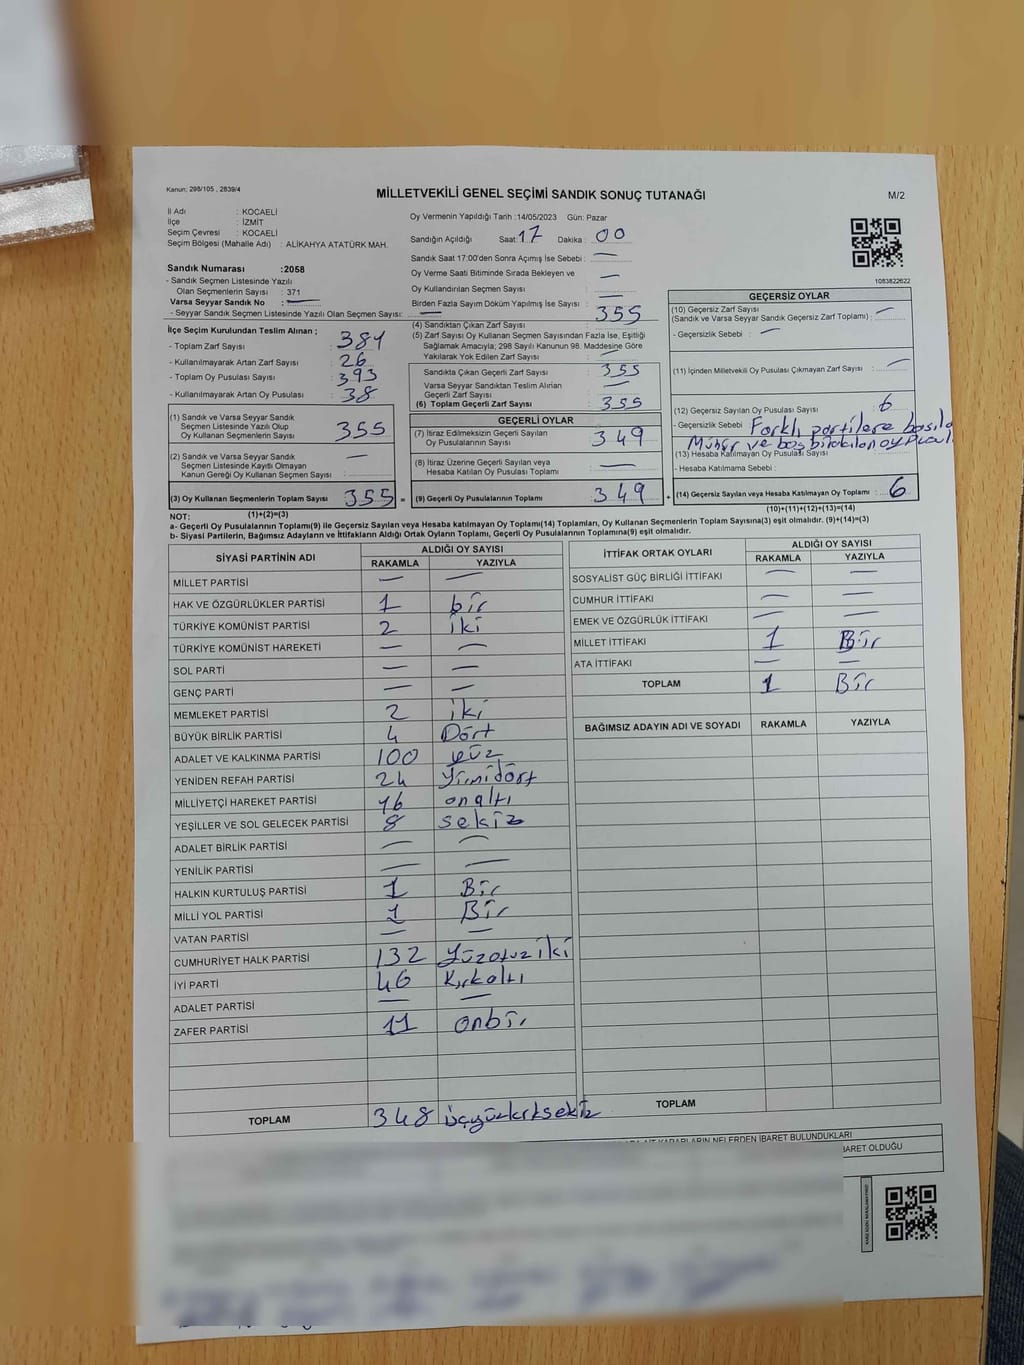 Kanun; 298/105 , 2839/4
MİLLETVEKİLİ GENEL SEÇİMİ SANDIK SONUÇ TUTANAĞI
M/2
İl Adı : KOCAELİ
İlçe : İZMİT
Seçim Çevresi : KOCAELİ
Seçim Bölgesi (Mahalle Adı) : ALİKAHYA ATATÜRK MAH.
Oy Vermenin Yapıldığı Tarih :14/05/2023 Gün: Pazar
Sandığın Açıldığı Saat: 17 Dakika : 00
Sandık Saat 17:00'den Sonra Açımış İse Sebebi : —
Oy Verme Saati Bitiminde Sırada Bekleyen ve
Oy Kullandırılan Seçmen Sayısı : —
Birden Fazla Sayım Döküm Yapılmış İse Sayısı : —
1083822622
Sandık Numarası :2058
- Sandık Seçmen Listesinde Yazılı
Olan Seçmenlerin Sayısı : 371
Varsa Seyyar Sandık No : —
- Seyyar Sandık Seçmen Listesinde Yazılı Olan Seçmen Sayısı: —
İlçe Seçim Kurulundan Teslim Alınan ;
- Toplam Zarf Sayısı : 381
- Kullanılmayarak Artan Zarf Sayısı : 26
- Toplam Oy Pusulası Sayısı : 393
- Kullanılmayarak Artan Oy Pusulası : 38
(4) Sandıktan Çıkan Zarf Sayısı : 355
(5) Zarf Sayısı Oy Kullanan Seçmen Sayısından Fazla İse, Eşitliği
Sağlamak Amacıyla; 298 Sayılı Kanunun 98. Maddesine Göre
Yakılarak Yok Edilen Zarf Sayısı : —
Sandıkta Çıkan Geçerli Zarf Sayısı : 355
Varsa Seyyar Sandıktan Teslim Alırlan
Geçerli Zarf Sayısı : —
(6) Toplam Geçerli Zarf Sayısı : 355
GEÇERSİZ OYLAR
(10) Geçersiz Zarf Sayısı
(Sandık ve Varsa Seyyar Sandık Geçersiz Zarf Toplamı) : —
- Geçersizlik Sebebi : —
(11) İçinden Milletvekili Oy Pusulası Çıkmayan Zarf Sayısı : —
(12) Geçersiz Sayılan Oy Pusulası Sayısı : 6
- Geçersizlik Sebebi : Farklı partilere basıla
Mühür ve boş bırakılan oy pusul
(13) Hesaba Katılmayan Oy Pusulası Sayısı
- Hesaba Katılmama Sebebi :
(14) Geçersiz Sayılan veya Hesaba Katılmayan Oy Toplamı : 6
(10)+(11)+(12)+(13)=(14)
(1) Sandık ve Varsa Seyyar Sandık
Seçmen Listesinde Yazılı Olup
Oy Kullanan Seçmenlerin Sayısı : 355
(2) Sandık ve Varsa Seyyar Sandık
Seçmen Listesinde Kayıtlı Olmayan
Kanun Gereği Oy Kullanan Seçmen Sayısı : —
(3) Oy Kullanan Seçmenlerin Toplam Sayısı : 355 =
(1)+(2)=(3)
GEÇERLİ OYLAR
(7) İtiraz Edilmeksizin Geçerli Sayılan
Oy Pusulasının Sayısı : 349
(8) İtiraz Üzerine Geçerli Sayılan veya
Hesaba Katılan Oy Pusulası Toplamı : —
(9) Geçerli Oy Pusulalarının Toplamı : 349 +
NOT:
a- Geçerli Oy Pusulalarının Toplamı(9) ile Geçersiz Sayılan veya Hesaba katılmayan Oy Toplamı(14) Toplamları, Oy Kullanan Seçmenlerin Toplam Sayısına(3) eşit olmalıdır. (9)+(14)=(3)
b- Siyasi Partilerin, Bağımsız Adayların ve İttifakların Aldığı Ortak Oyların Toplamı, Geçerli Oy Pusulalarının Toplamına(9) eşit olmalıdır.
SİYASİ PARTİNİN ADI ALDIĞI OY SAYISI
RAKAMLA YAZIYLA
MİLLET PARTİSİ — —
HAK VE ÖZGÜRLÜKLER PARTİSİ 1 bir
TÜRKİYE KOMÜNİST PARTİSİ 2 iki
TÜRKİYE KOMÜNİST HAREKETİ — —
SOL PARTİ — —
GENÇ PARTİ — —
MEMLEKET PARTİSİ 2 iki
BÜYÜK BİRLİK PARTİSİ 4 Dört
ADALET VE KALKINMA PARTİSİ 100 yüz
YENİDEN REFAH PARTİSİ 24 Yirmidört
MİLLİYETÇİ HAREKET PARTİSİ 16 onaltı
YEŞİLLER VE SOL GELECEK PARTİSİ 8 sekiz
ADALET BİRLİK PARTİSİ — —
YENİLİK PARTİSİ — —
HALKIN KURTULUŞ PARTİSİ 1 Bir
MİLLİ YOL PARTİSİ 1 Bir
VATAN PARTİSİ — —
CUMHURİYET HALK PARTİSİ 132 Yüzotuziki
İYİ PARTİ 46 Kırkaltı
ADALET PARTİSİ — —
ZAFER PARTİSİ 11 onbir
TOPLAM 348 üçyüzkırksekiz
İTTİFAK ORTAK OYLARI ALDIĞI OY SAYISI
RAKAMLA YAZIYLA
SOSYALİST GÜÇ BİRLİĞİ İTTİFAKI — —
CUMHUR İTTİFAKI — —
EMEK VE ÖZGÜRLÜK İTTİFAKI — —
MİLLET İTTİFAKI 1 Bir
ATA İTTİFAKI — —
TOPLAM 1 Bir
BAĞIMSIZ ADAYIN ADI VE SOYADI RAKAMLA YAZIYLA
TOPLAM
KARARLARIN NELERDEN İBARET BULUNDUKLARI
İBARET OLDUĞU